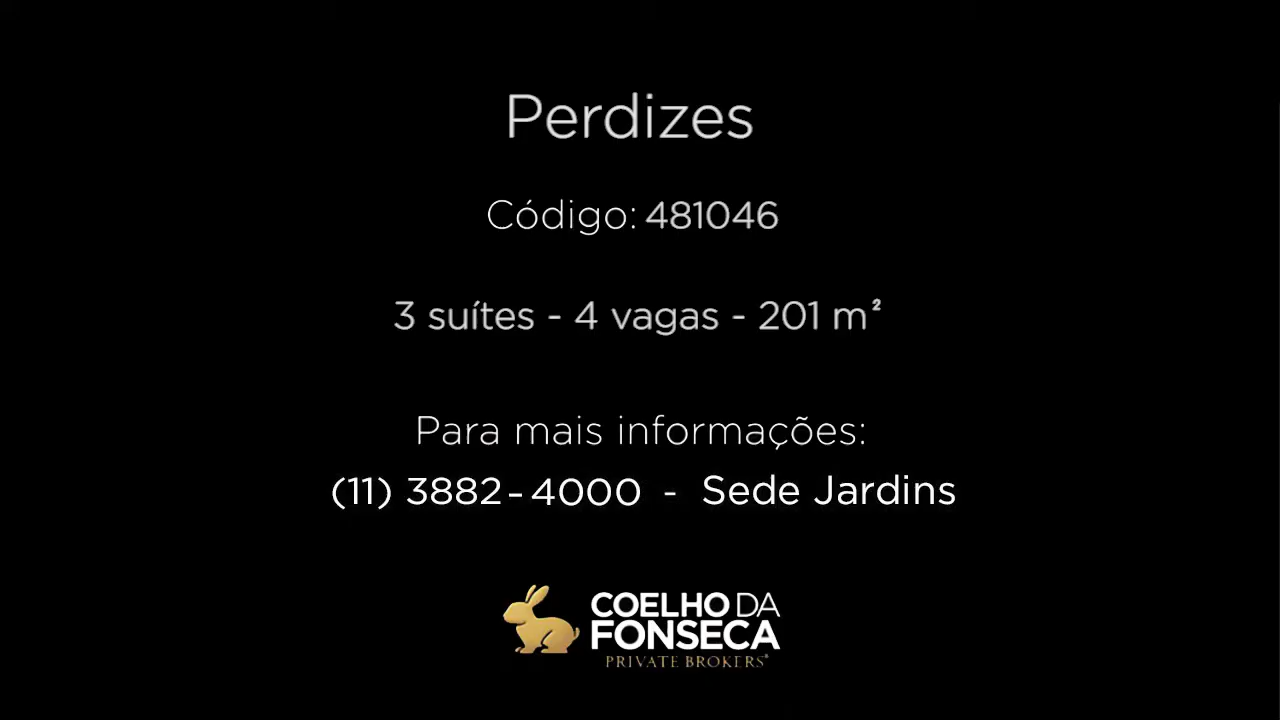 Perdizes
Código: 481046
3 suítes - 4 vagas - 201 m²
Para mais informações:
(11) 3882-4000 - Sede Jardins
COELHO DA
FONSECA
PRIVATE BROKERS®